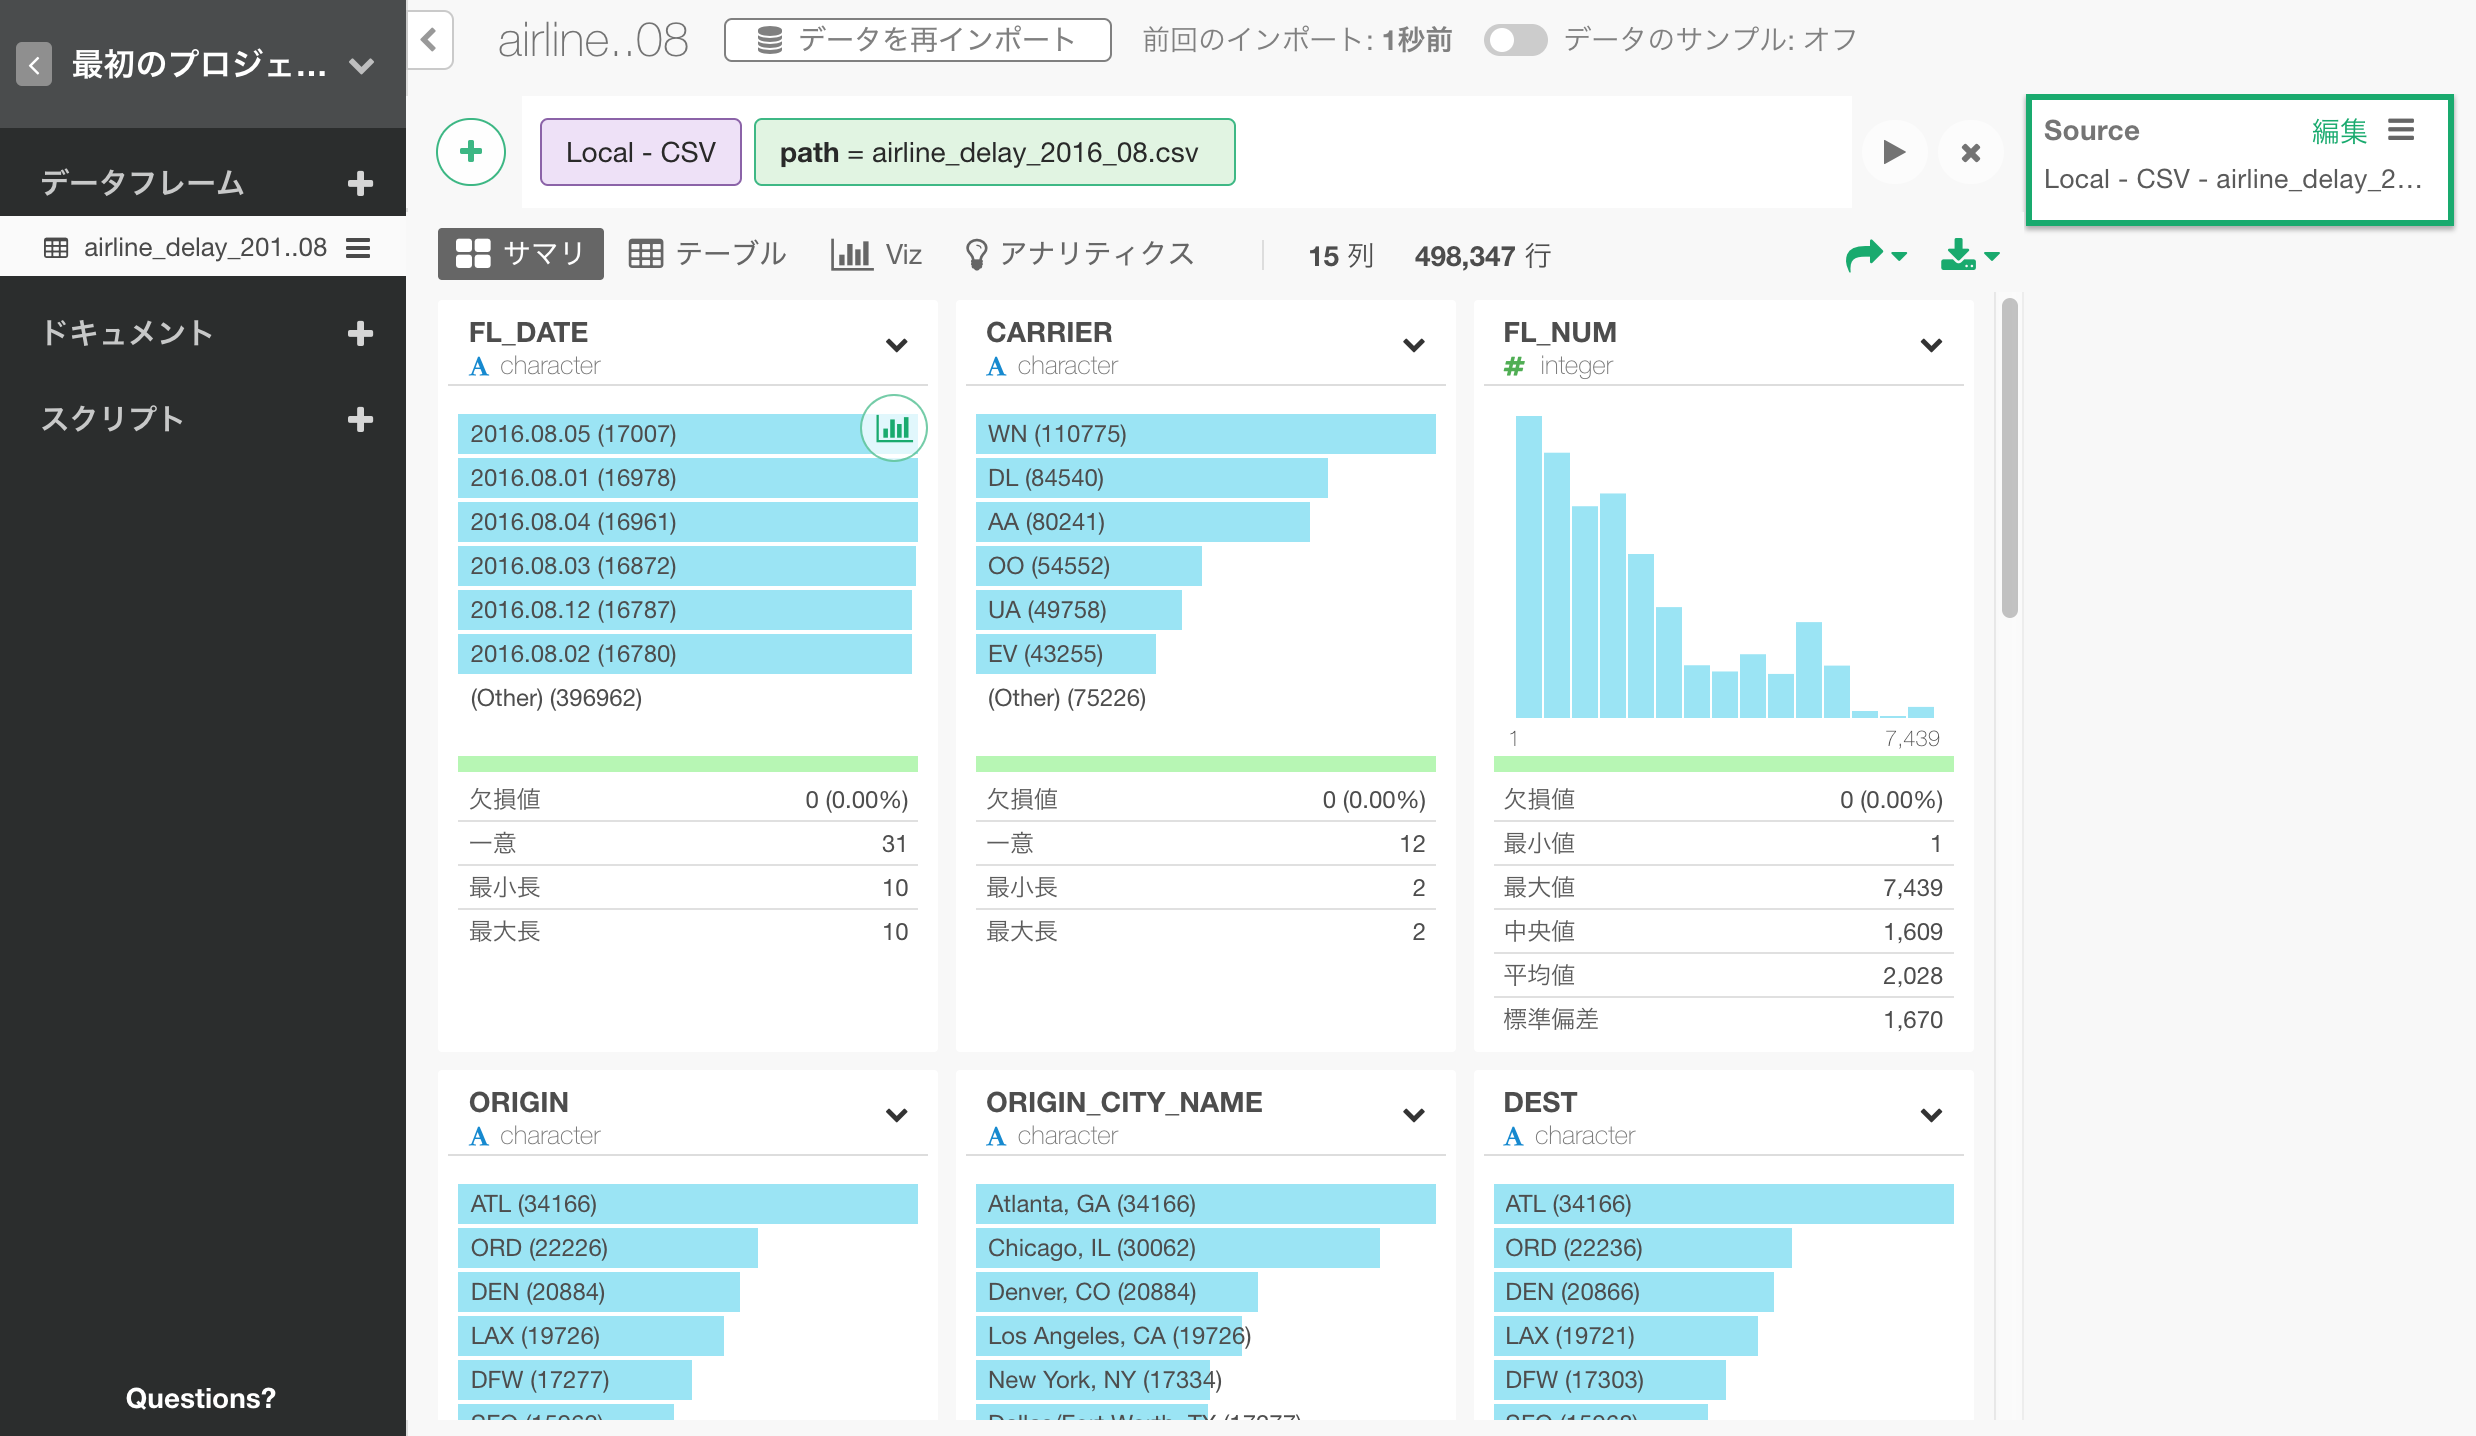 最初のプロジェ...
データフレーム
airline_delay_201..08
ドキュメント
スクリプト
Questions?
airline..08
データを再インポート
前回のインポート: 1秒前
データのサンプル: オフ
Local - CSV
path = airline_delay_2016_08.csv
Source
編集
Local - CSV - airline_delay_2...
サマリ
テーブル
Viz
アナリティクス
15 列
498,347 行
FL_DATE
character
2016.08.05 (17007)
2016.08.01 (16978)
2016.08.04 (16961)
2016.08.03 (16872)
2016.08.12 (16787)
2016.08.02 (16780)
(Other) (396962)
欠損値 0 (0.00%)
一意 31
最小長 10
最大長 10
CARRIER
character
WN (110775)
DL (84540)
AA (80241)
OO (54552)
UA (49758)
EV (43255)
(Other) (75226)
欠損値 0 (0.00%)
一意 12
最小長 2
最大長 2
FL_NUM
integer
1 7,439
欠損値 0 (0.00%)
最小値 1
最大値 7,439
中央値 1,609
平均値 2,028
標準偏差 1,670
ORIGIN
character
ATL (34166)
ORD (22226)
DEN (20884)
LAX (19726)
DFW (17277)
ORIGIN_CITY_NAME
character
Atlanta, GA (34166)
Chicago, IL (30062)
Denver, CO (20884)
Los Angeles, CA (19726)
New York, NY (17334)
DEST
character
ATL (34166)
ORD (22236)
DEN (20866)
LAX (19721)
DFW (17303)